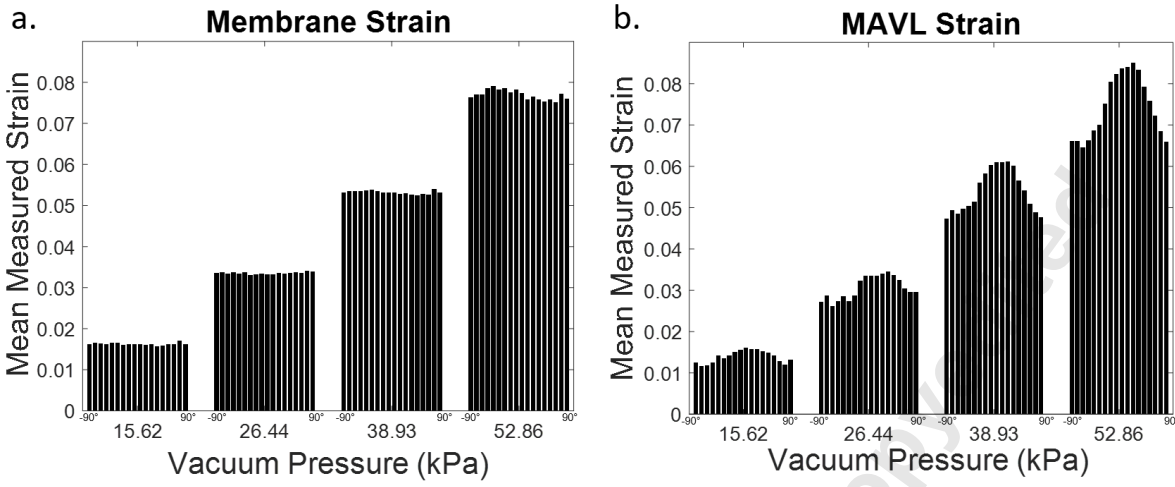 a.
Membrane Strain
Mean Measured Strain
0.08
0.07
0.06
0.05
0.04
0.03
0.02
0.01
0
-90° 90° -90° 90° -90° 90° -90° 90°
15.62 26.44 38.93 52.86
Vacuum Pressure (kPa)
b.
MAVL Strain
Mean Measured Strain
0.08
0.07
0.06
0.05
0.04
0.03
0.02
0.01
0
-90° 90° -90° 90° -90° 90° -90° 90°
15.62 26.44 38.93 52.86
Vacuum Pressure (kPa)
opyedited